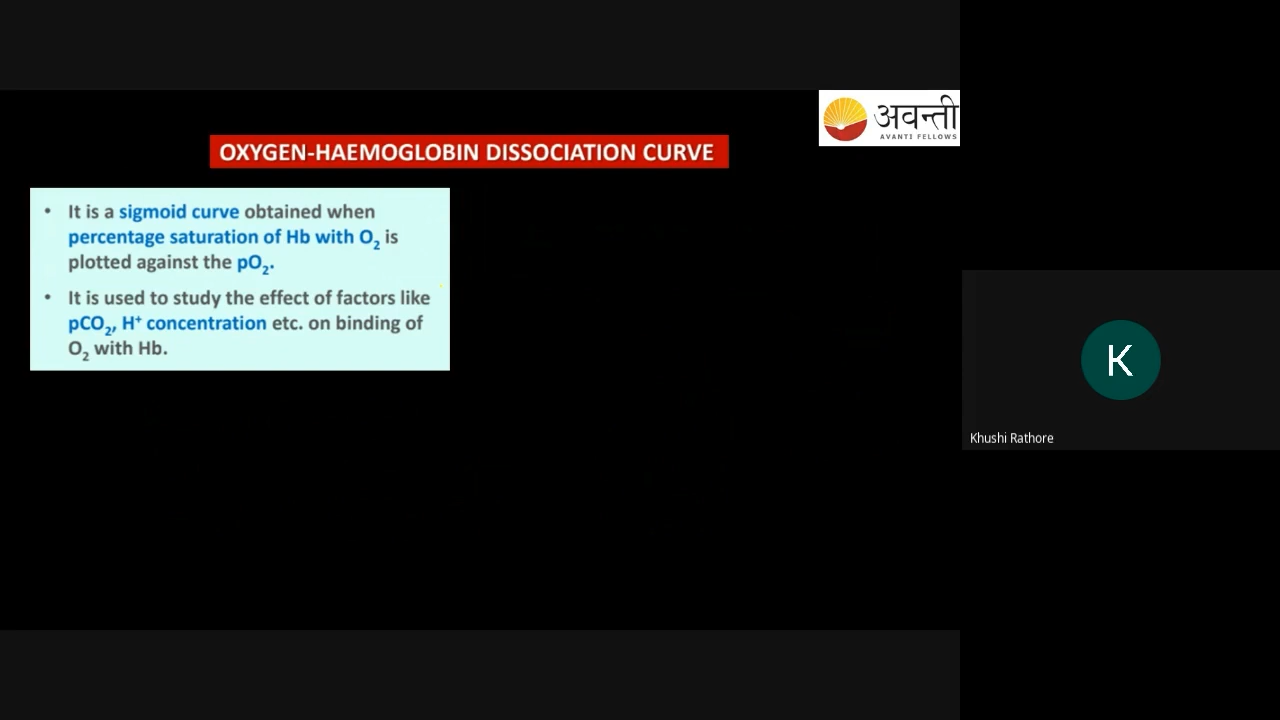 अवन्ती
AVANTI FELLOWS
OXYGEN-HAEMOGLOBIN DISSOCIATION CURVE
• It is a sigmoid curve obtained when
percentage saturation of Hb with O₂ is
plotted against the pO₂.
• It is used to study the effect of factors like
pCO₂, H⁺ concentration etc. on binding of
O₂ with Hb.
K
Khushi Rathore